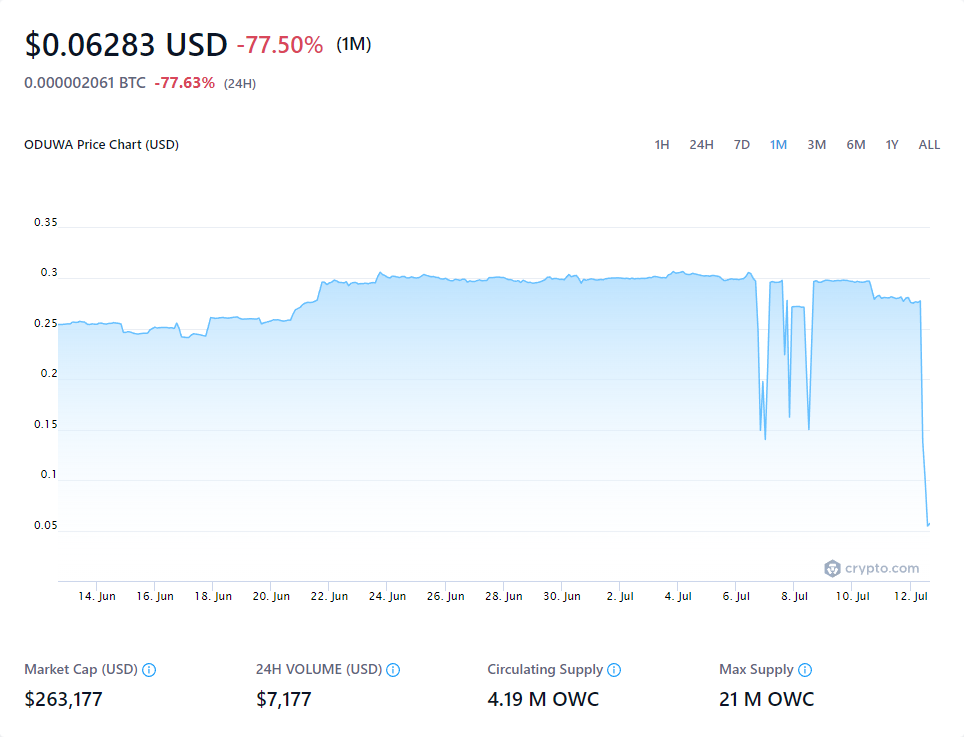 $0.06283 USD -77.50% (1M)
0.000002061 BTC -77.63% (24H)
ODUWA Price Chart (USD) 1H 24H 7D 1M 3M 6M 1Y ALL
0.35
0.3
0.25
0.2
0.15
0.1
0.05
crypto.com
14. Jun 16. Jun 18. Jun 20. Jun 22. Jun 24. Jun 26. Jun 28. Jun 30. Jun 2. Jul 4. Jul 6. Jul 8. Jul 10. Jul 12. Jul
Market Cap (USD) 24H VOLUME (USD) Circulating Supply Max Supply
$263,177 $7,177 4.19 M OWC 21 M OWC